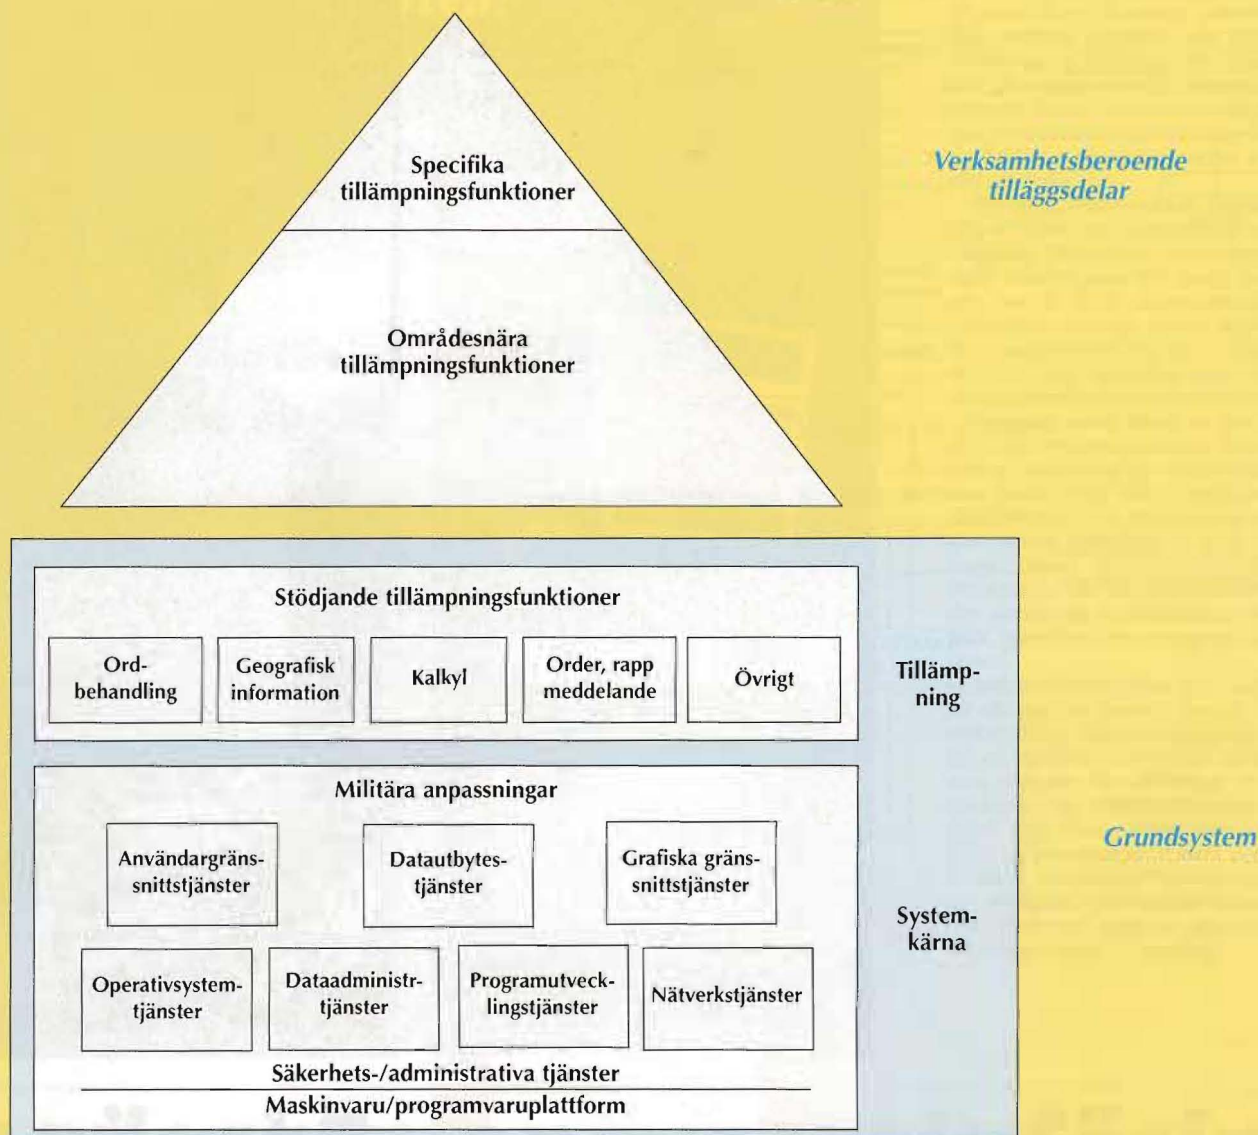 Specifika
tillämpningsfunktioner
Verksamhetsberoende
tilläggsdelar
Områdesnära
tillämpningsfunktioner
Stödjande tillämpningsfunktioner
Ord-
behandling
Geografisk
information
Kalkyl
Order, rapp
meddelande
Övrigt
Tillämp-
ning
Militära anpassningar
Användargräns-
snittstjänster
Datautbytes-
tjänster
Grafiska gräns-
snittstjänster
Grundsystem
System-
kärna
Operativsystem-
tjänster
Dataadministr-
tjänster
Programutveck-
lingstjänster
Nätverkstjänster
Säkerhets-/administrativa tjänster
Maskinvaru/programvaruplattform